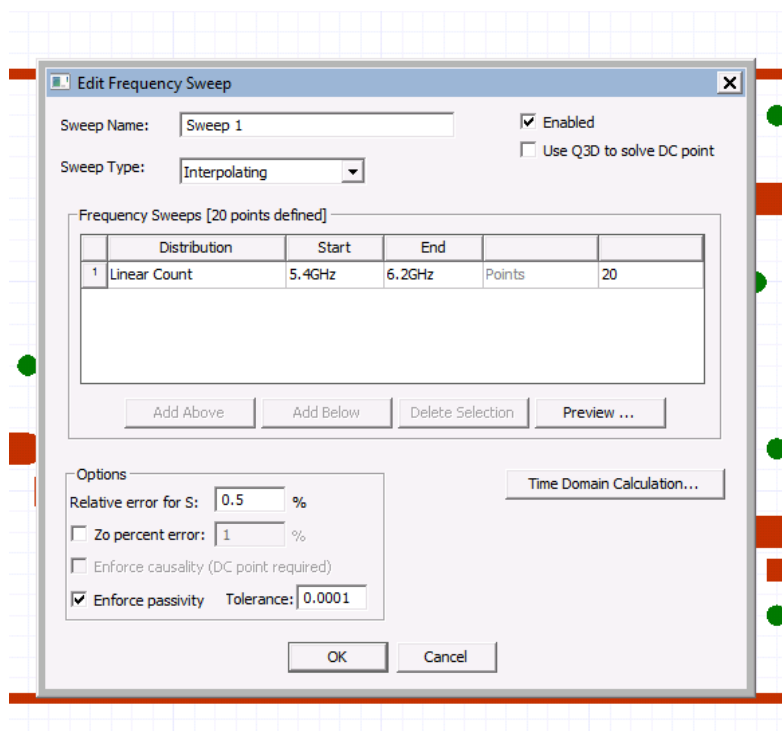 Edit Frequency Sweep
Sweep Name: Sweep 1
Enabled
Use Q3D to solve DC point
Sweep Type: Interpolating
Frequency Sweeps [20 points defined]
Distribution Start End
1 Linear Count 5.4GHz 6.2GHz Points 20
Add Above Add Below Delete Selection Preview ...
Options
Relative error for S: 0.5 %
Time Domain Calculation...
Zo percent error: 1 %
Enforce causality (DC point required)
Enforce passivity Tolerance: 0.0001
OK Cancel